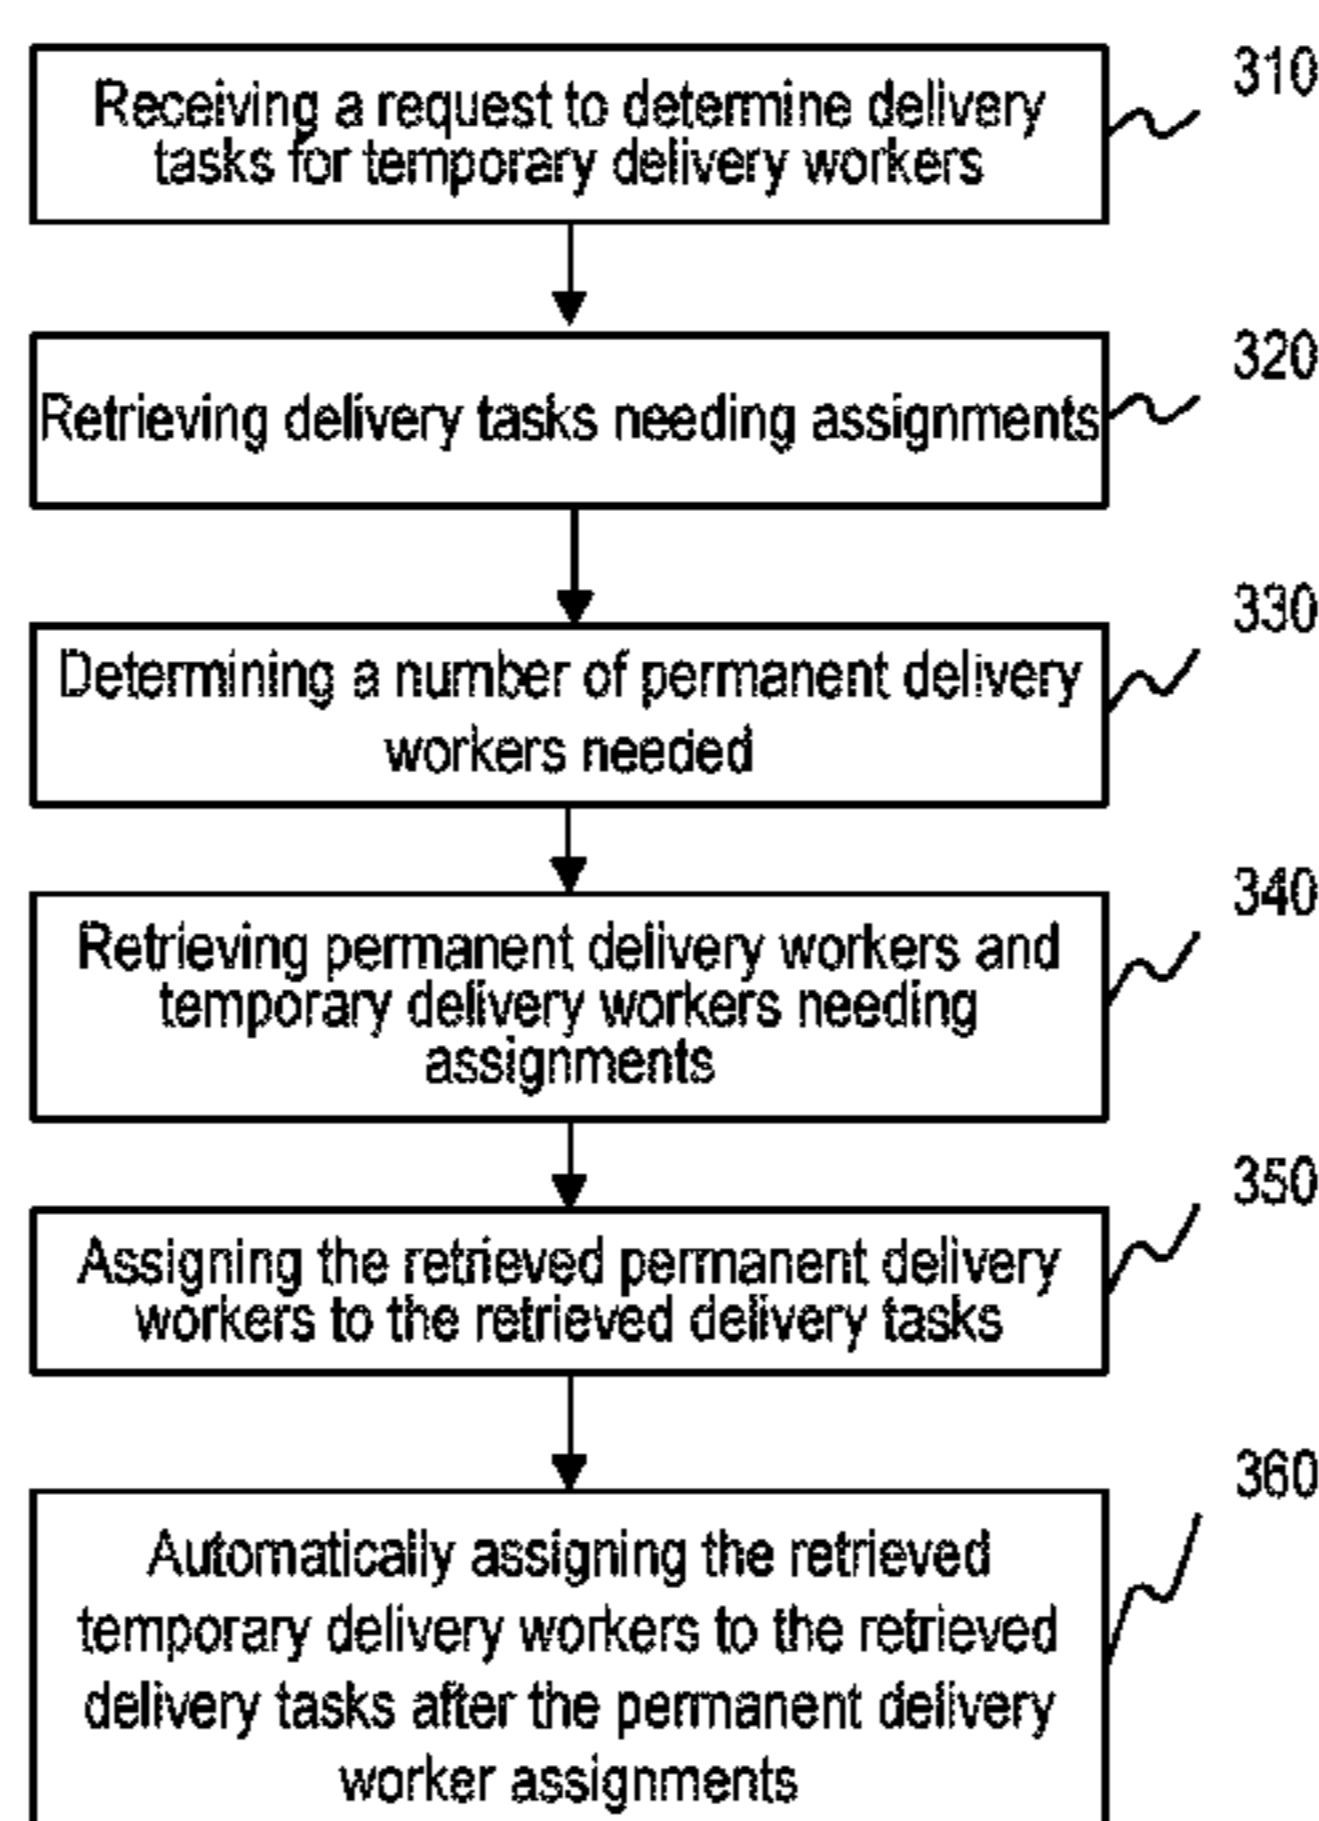 310
Receiving a request to determine delivery
tasks for temporary delivery workers
320
Retrieving delivery tasks needing assignments
330
Determining a number of permanent delivery
workers needed
340
Retrieving permanent delivery workers and
temporary delivery workers needing
assignments
350
Assigning the retrieved permanent delivery
workers to the retrieved delivery tasks
360
Automatically assigning the retrieved
temporary delivery workers to the retrieved
delivery tasks after the permanent delivery
worker assignments